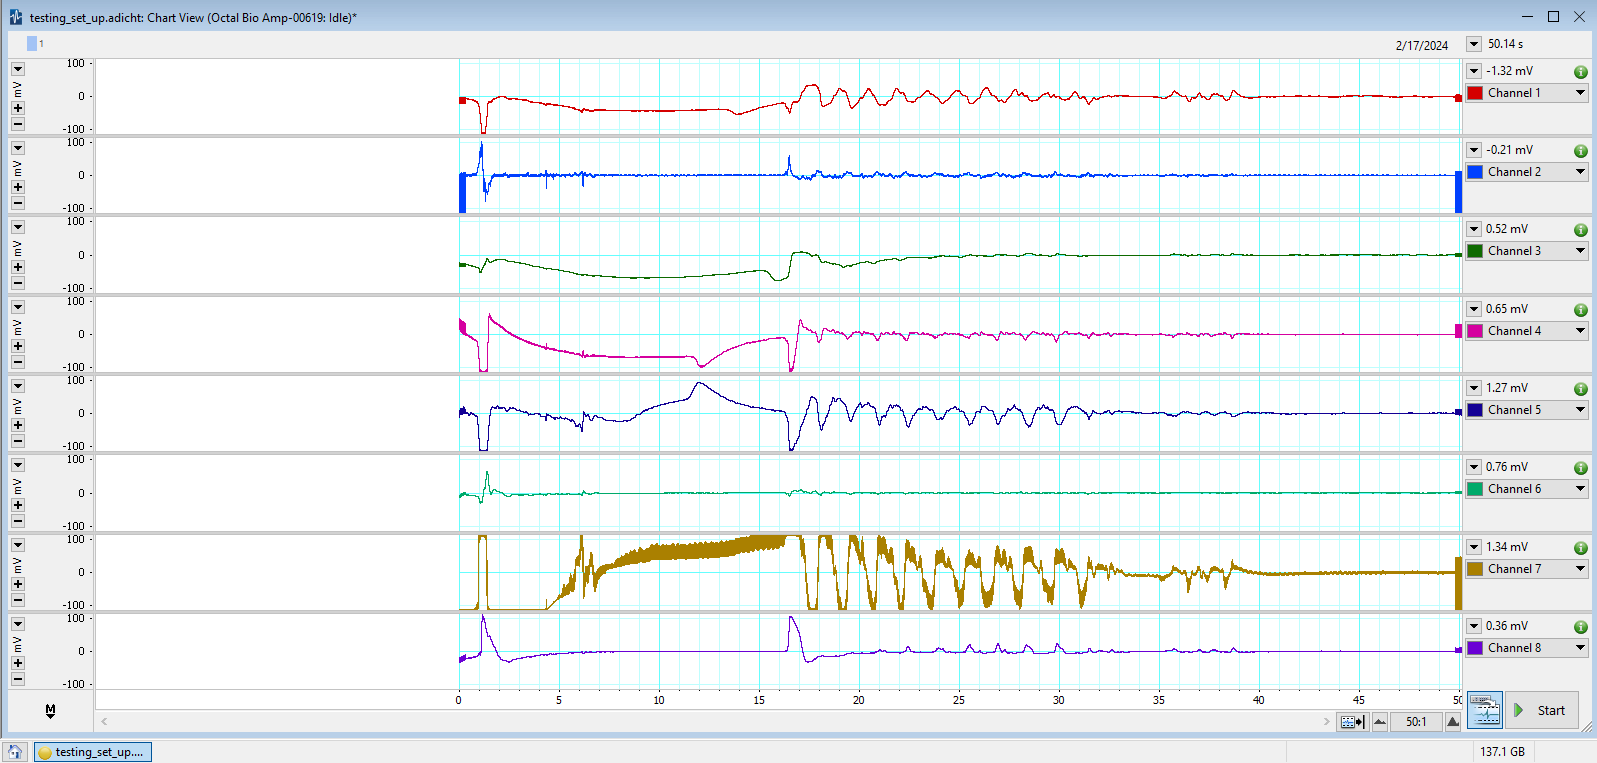 testing_set_up.adicht: Chart View (Octal Bio Amp-00619: Idle)*
1
2/17/2024
50.14 s
100
mV
0
-100
-1.32 mV
Channel 1
100
mV
0
-100
-0.21 mV
Channel 2
100
mV
0
-100
0.52 mV
Channel 3
100
mV
0
-100
0.65 mV
Channel 4
100
mV
0
-100
1.27 mV
Channel 5
100
mV
0
-100
0.76 mV
Channel 6
100
mV
0
-100
1.34 mV
Channel 7
100
mV
0
-100
0.36 mV
Channel 8
0 5 10 15 20 25 30 35 40 45 50
M
50:1
Start
testing_set_up....
137.1 GB